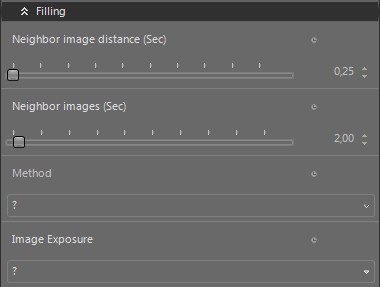 Filling
Neighbor image distance (Sec)
0,25
Neighbor images (Sec)
2,00
Method
?
Image Exposure
?